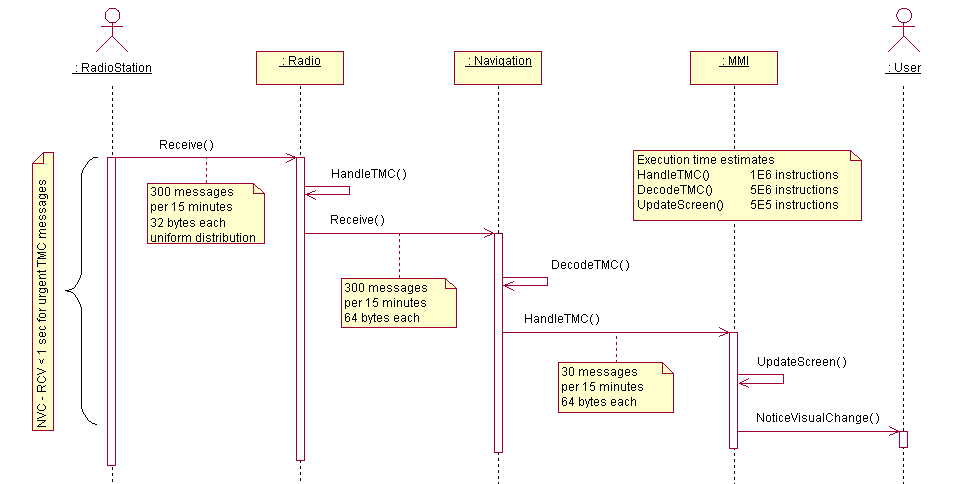 : RadioStation
: Radio
: Navigation
: MMI
: User
Receive()
300 messages
per 15 minutes
32 bytes each
uniform distribution
HandleTMC()
Receive()
300 messages
per 15 minutes
64 bytes each
DecodeTMC()
HandleTMC()
30 messages
per 15 minutes
64 bytes each
Execution time estimates
HandleTMC() 1E6 instructions
DecodeTMC() 5E6 instructions
UpdateScreen() 5E5 instructions
UpdateScreen()
NoticeVisualChange()
NVC - RCV < 1 sec for urgent TMC messages